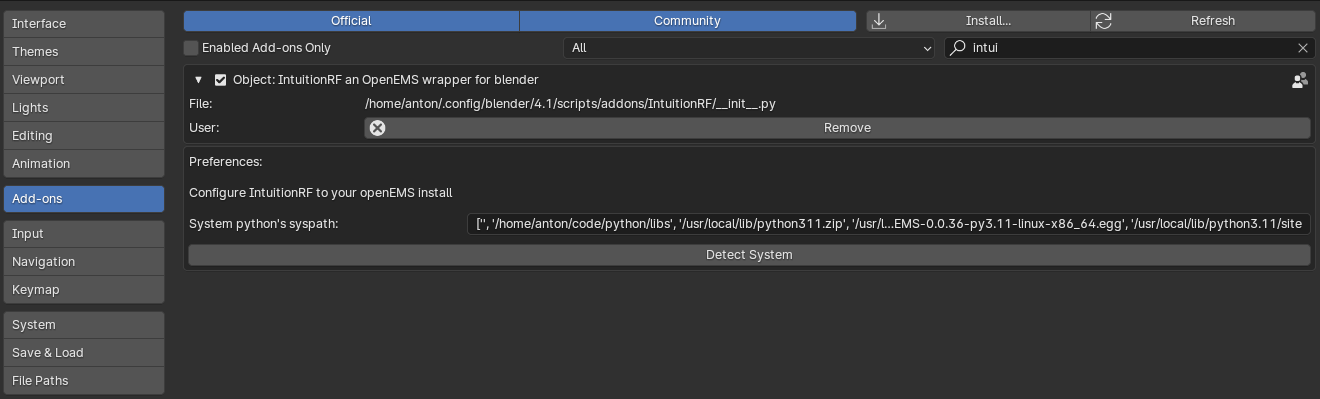 Interface
Themes
Viewport
Lights
Editing
Animation
Add-ons
Input
Navigation
Keymap
System
Save & Load
File Paths
Official Community Install... Refresh
Enabled Add-ons Only All intui
Object: IntuitionRF an OpenEMS wrapper for blender
File: /home/anton/.config/blender/4.1/scripts/addons/IntuitionRF/__init__.py
User: Remove
Preferences:
Configure IntuitionRF to your openEMS install
System python's syspath: ['', '/home/anton/code/python/libs', '/usr/local/lib/python311.zip', '/usr/l...EMS-0.0.36-py3.11-linux-x86_64.egg', '/usr/local/lib/python3.11/site
Detect System